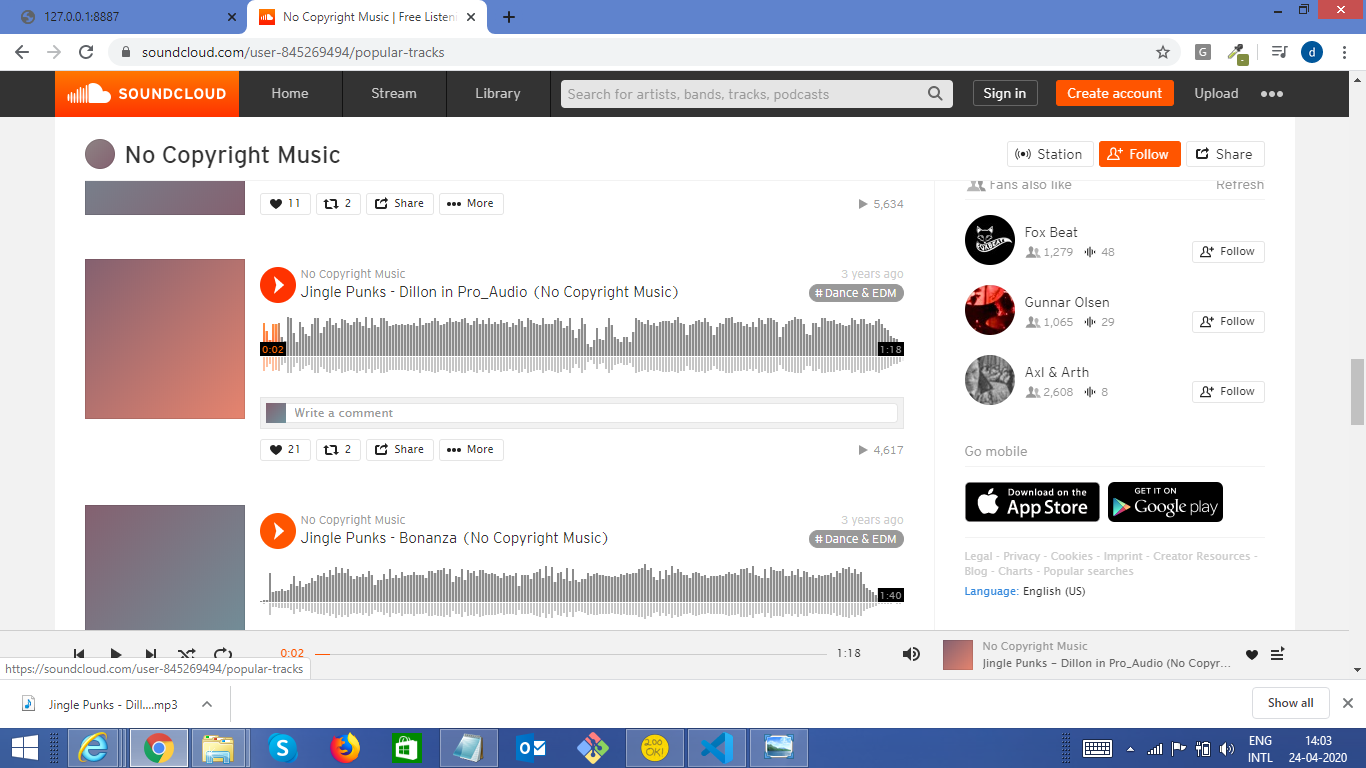 127.0.0.1:8887
No Copyright Music | Free Listeni
soundcloud.com/user-845269494/popular-tracks
G
d
SOUNDCLOUD
Home
Stream
Library
Search for artists, bands, tracks, podcasts
Sign in
Create account
Upload
No Copyright Music
Station
Follow
Share
11
2
Share
More
5,634
Fans also like
Refresh
Fox Beat
1,279
48
Follow
No Copyright Music
3 years ago
Jingle Punks - Dillon in Pro_Audio (No Copyright Music)
# Dance & EDM
0:02
1:18
Write a comment
21
2
Share
More
4,617
Gunnar Olsen
1,065
29
Follow
Axl & Arth
2,608
8
Follow
Go mobile
Download on the
App Store
GET IT ON
Google play
No Copyright Music
3 years ago
Jingle Punks - Bonanza (No Copyright Music)
# Dance & EDM
1:40
Legal - Privacy - Cookies - Imprint - Creator Resources -
Blog - Charts - Popular searches
Language: English (US)
0:02
1:18
No Copyright Music
Jingle Punks – Dillon in Pro_Audio (No Copyr...
https://soundcloud.com/user-845269494/popular-tracks
Jingle Punks - Dill....mp3
Show all
200
OK!
ENG
INTL
14:03
24-04-2020